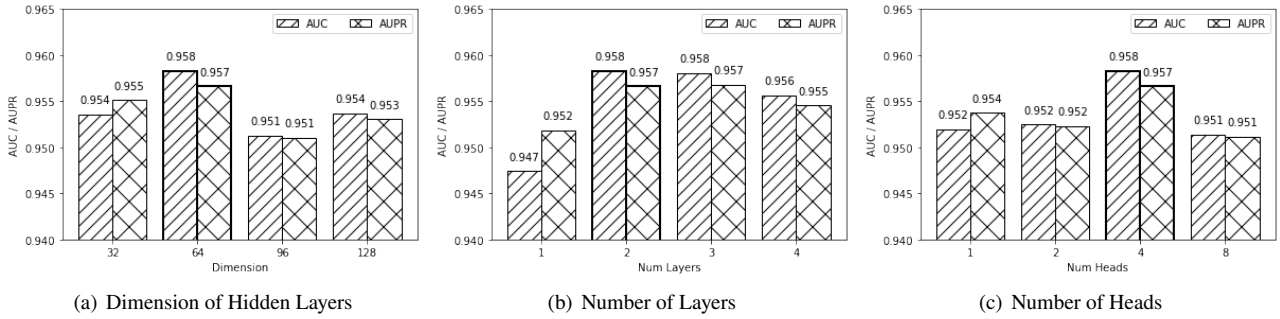 AUC / AUPR
0.965
0.960
0.955
0.950
0.945
0.940
AUC AUPR
0.954 0.955 0.958 0.957 0.951 0.951 0.954 0.953
32 64 96 128
Dimension
(a) Dimension of Hidden Layers
AUC / AUPR
0.965
0.960
0.955
0.950
0.945
0.940
AUC AUPR
0.947 0.952 0.958 0.957 0.958 0.957 0.956 0.955
1 2 3 4
Num Layers
(b) Number of Layers
AUC / AUPR
0.965
0.960
0.955
0.950
0.945
0.940
AUC AUPR
0.952 0.954 0.952 0.952 0.958 0.957 0.951 0.951
1 2 4 8
Num Heads
(c) Number of Heads